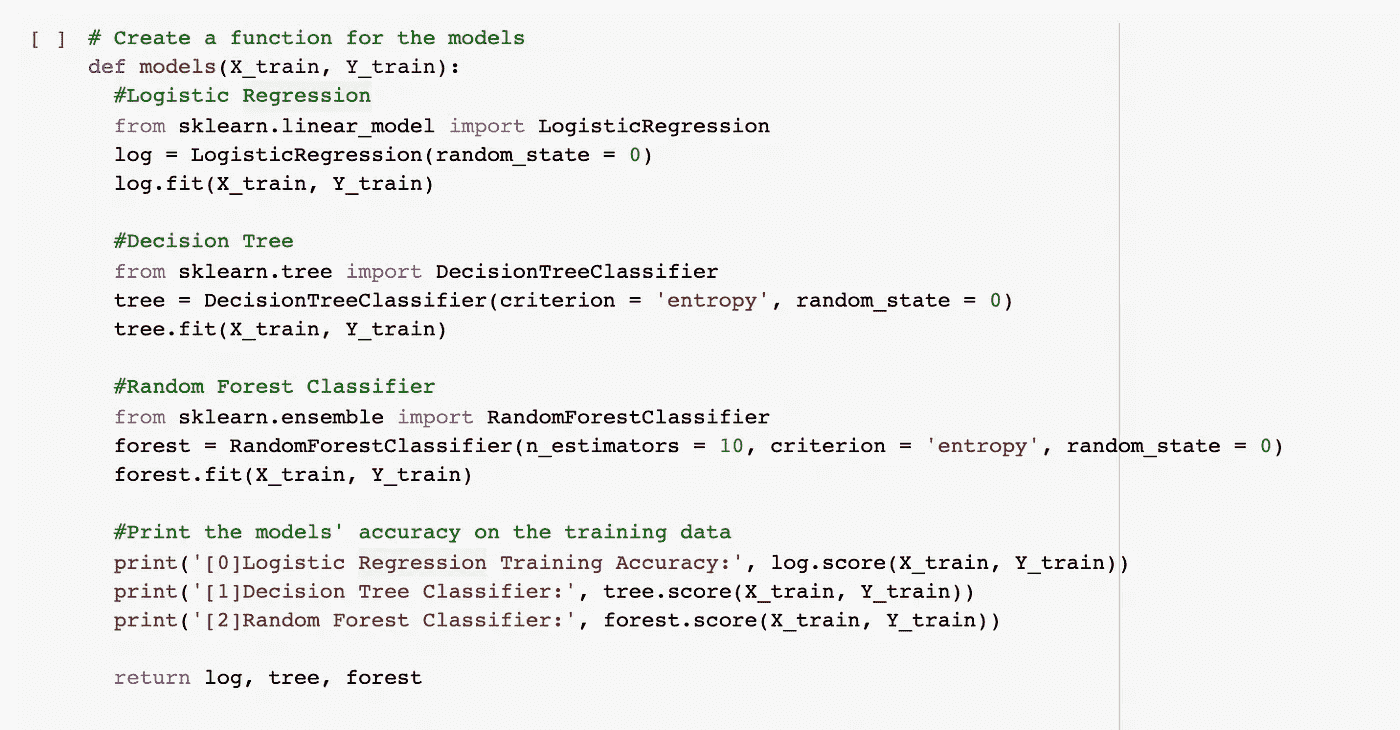 [ ] # Create a function for the models
def models(X_train, Y_train):
  #Logistic Regression
  from sklearn.linear_model import LogisticRegression
  log = LogisticRegression(random_state = 0)
  log.fit(X_train, Y_train)

  #Decision Tree
  from sklearn.tree import DecisionTreeClassifier
  tree = DecisionTreeClassifier(criterion = 'entropy', random_state = 0)
  tree.fit(X_train, Y_train)

  #Random Forest Classifier
  from sklearn.ensemble import RandomForestClassifier
  forest = RandomForestClassifier(n_estimators = 10, criterion = 'entropy', random_state = 0)
  forest.fit(X_train, Y_train)

  #Print the models' accuracy on the training data
  print('[0]Logistic Regression Training Accuracy:', log.score(X_train, Y_train))
  print('[1]Decision Tree Classifier:', tree.score(X_train, Y_train))
  print('[2]Random Forest Classifier:', forest.score(X_train, Y_train))

  return log, tree, forest